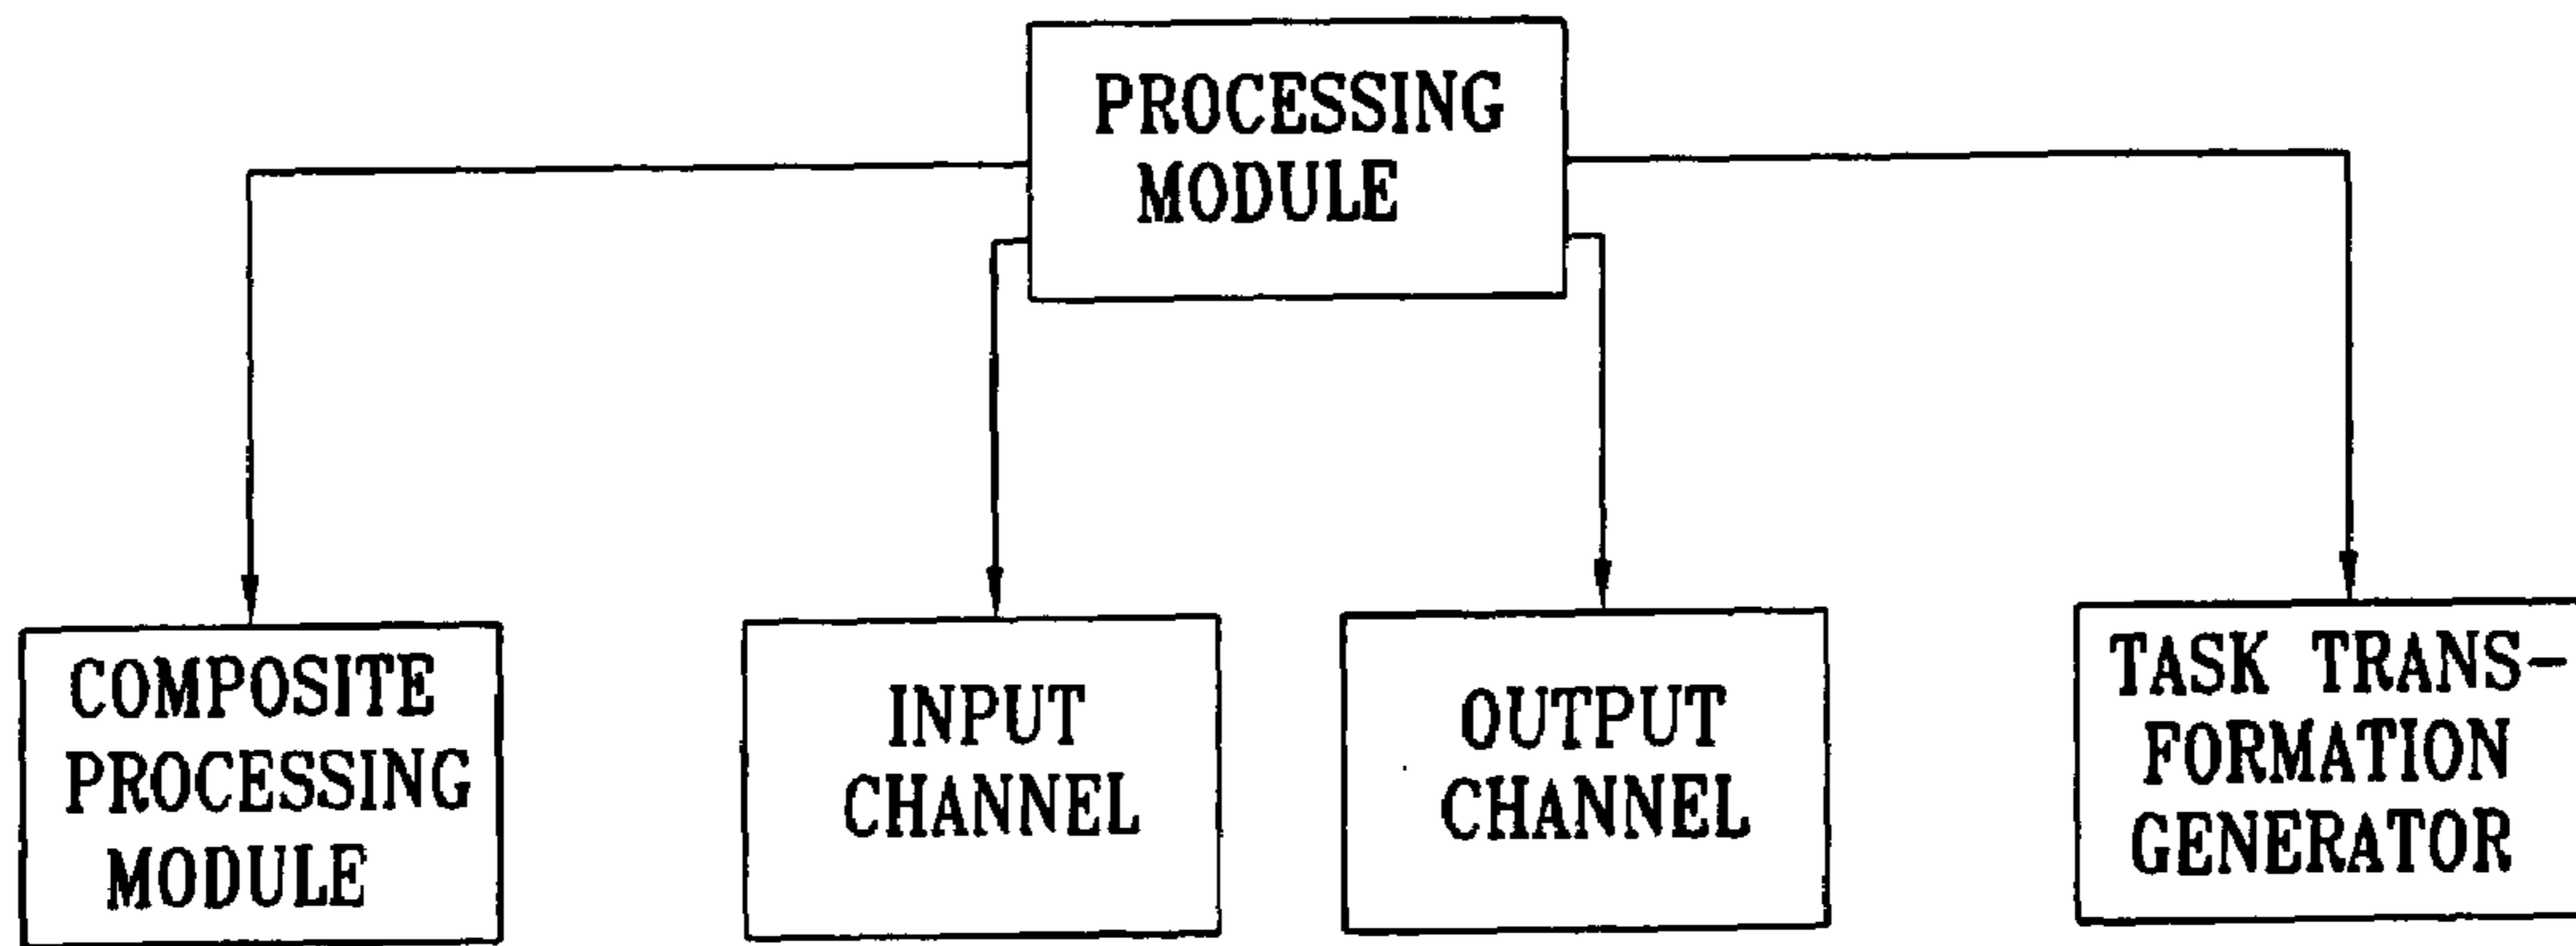 PROCESSING
MODULE
COMPOSITE
PROCESSING
MODULE
INPUT
CHANNEL
OUTPUT
CHANNEL
TASK TRANS-
FORMATION
GENERATOR